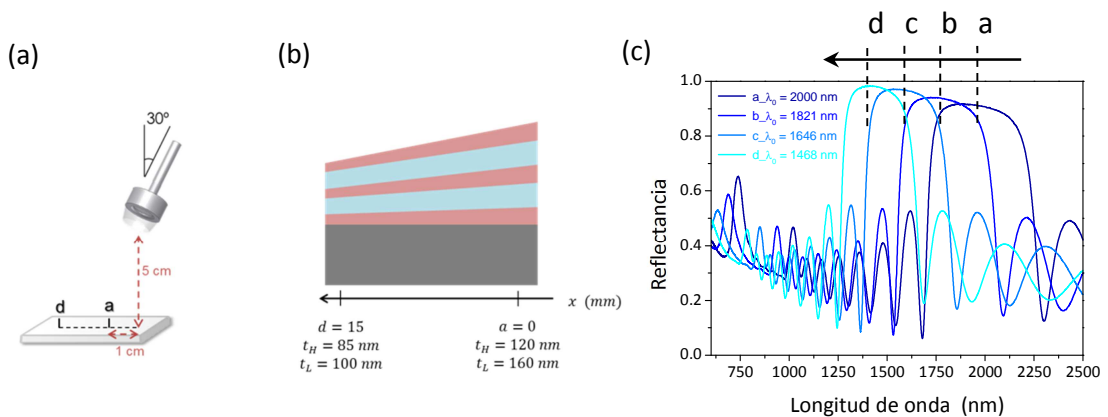 (a)
30º
5 cm
d
a
1 cm
(b)
x (mm)
d = 15
t_H = 85 nm
t_L = 100 nm
a = 0
t_H = 120 nm
t_L = 160 nm
(c)
d c b a
a_λ₀ = 2000 nm
b_λ₀ = 1821 nm
c_λ₀ = 1646 nm
d_λ₀ = 1468 nm
Reflectancia
1.0
0.8
0.6
0.4
0.2
0.0
750 1000 1250 1500 1750 2000 2250 2500
Longitud de onda (nm)